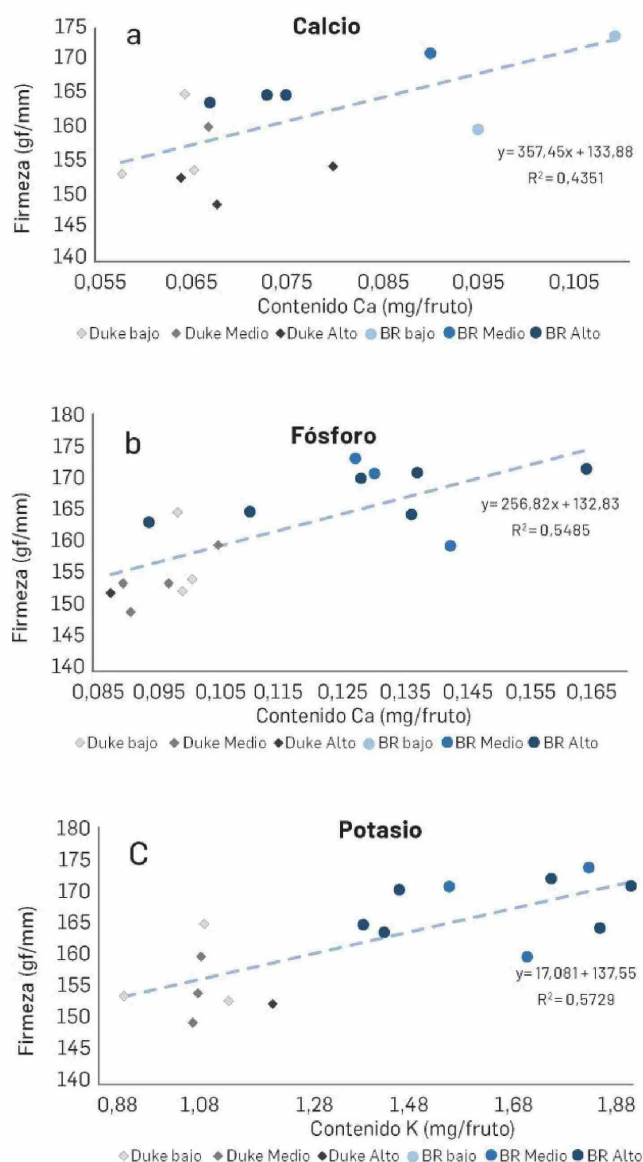 a
Calcio
Firmeza (gf/mm)
175
170
165
160
155
150
145
140
y=357,45x+133,88
R²=0,4351
0,055 0,065 0,075 0,085 0,095 0,105
Contenido Ca (mg/fruto)
Duke bajo Duke Medio Duke Alto BR bajo BR Medio BR Alto
b
Fósforo
Firmeza (gf/mm)
180
175
170
165
160
155
150
145
140
y=256,82x+132,83
R²=0,5485
0,085 0,095 0,105 0,115 0,125 0,135 0,145 0,155 0,165
Contenido Ca (mg/fruto)
Duke bajo Duke Medio Duke Alto BR bajo BR Medio BR Alto
C
Potasio
Firmeza (gf/mm)
180
175
170
165
160
155
150
145
140
y=17,081+137,55
R²=0,5729
0,88 1,08 1,28 1,48 1,68 1,88
Contenido K (mg/fruto)
Duke bajo Duke Medio Duke Alto BR bajo BR Medio BR Alto